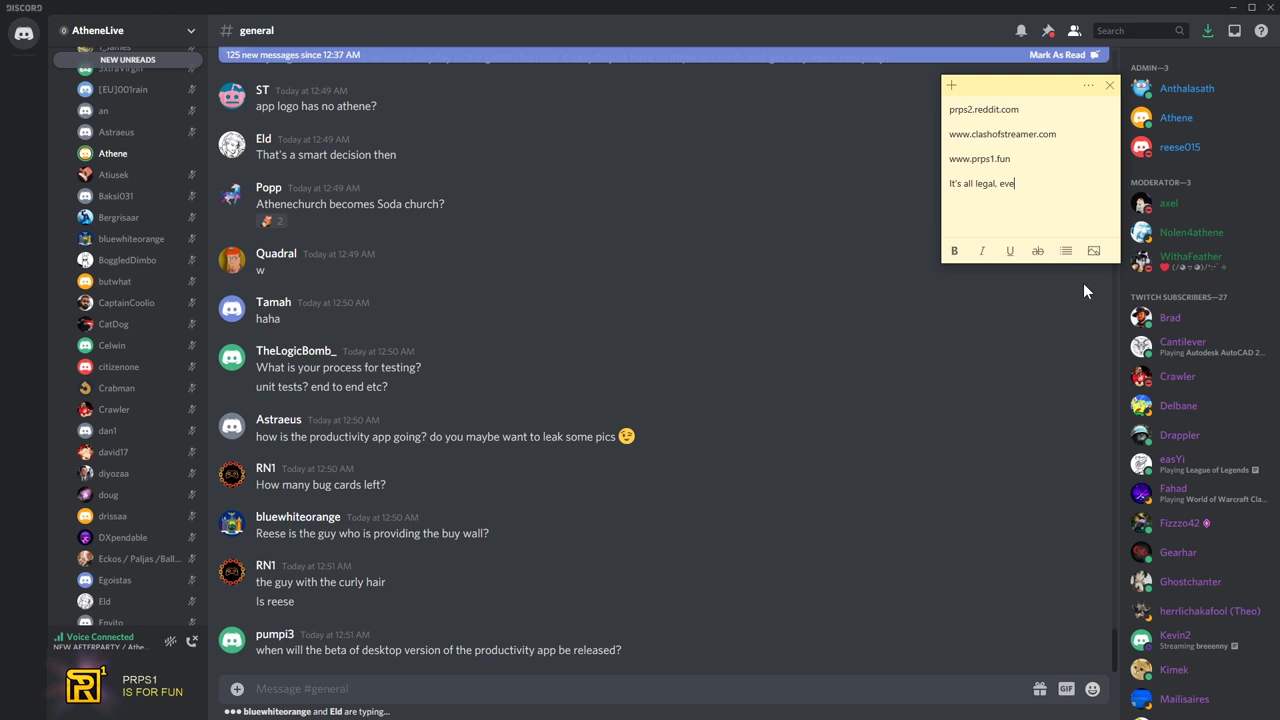 DISCORD
AtheneLive
NEW UNREADS
[EU]001rain
an
Astraeus
Athene
Atiusek
Baksi031
Bergrisaar
bluewhiteorange
BoggledDimbo
butwhat
CaptainCoolio
CatDog
Celwin
citizenone
Crabman
Crawler
dan1
david17
diyozaa
doug
drissaa
DXpendable
Eckos / Paljas /Ball...
Egoistas
Eld
Envito
Voice Connected
NEW AFTERPARTY / Athe...
PRPS1
IS FOR FUN
# general
Search
125 new messages since 12:37 AM
Mark As Read
ST Today at 12:49 AM
app logo has no athene?
Eld Today at 12:49 AM
That's a smart decision then
Popp Today at 12:49 AM
Athenechurch becomes Soda church?
2
Quadral Today at 12:49 AM
w
Tamah Today at 12:50 AM
haha
TheLogicBomb_ Today at 12:50 AM
What is your process for testing?
unit tests? end to end etc?
Astraeus Today at 12:50 AM
how is the productivity app going? do you maybe want to leak some pics
RN1 Today at 12:50 AM
How many bug cards left?
bluewhiteorange Today at 12:50 AM
Reese is the guy who is providing the buy wall?
RN1 Today at 12:51 AM
the guy with the curly hair
Is reese
pumpi3 Today at 12:51 AM
when will the beta of desktop version of the productivity app be released?
Message #general
GIF
bluewhiteorange and Eld are typing...
prps2.reddit.com
www.clashofstreamer.com
www.prps1.fun
It's all legal, eve
B I U ab
ADMIN—3
Anthalasath
Athene
reese015
MODERATOR—3
axel
Nolen4athene
WithaFeather
TWITCH SUBSCRIBERS—27
Brad
Cantilever
Playing Autodesk AutoCAD 2...
Crawler
Delbane
Drappler
easYi
Playing League of Legends
Fahad
Playing World of Warcraft Cla...
Fizzzo42
Gearhar
Ghostchanter
herrlichakafool (Theo)
Kevin2
Streaming breeenny
Kimek
Mailisaires